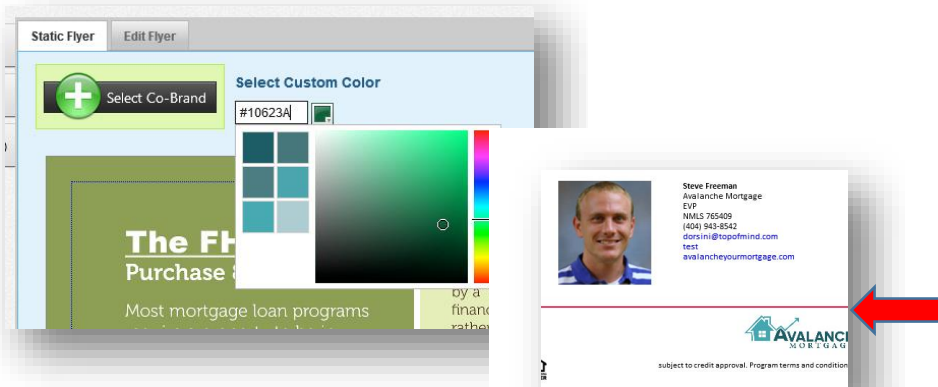 Static Flyer
Edit Flyer
Select Co-Brand
Select Custom Color
#10623A
The FH
Purchase
Most mortgage loan programs
by a
financ
rathe
Steve Freeman
Avalanche Mortgage
EVP
NMLS 765409
(404) 943-8542
dorsini@topofmind.com
test
avalancheyourmortgage.com
AVALANC
MORTGAG
subject to credit approval. Program terms and condition